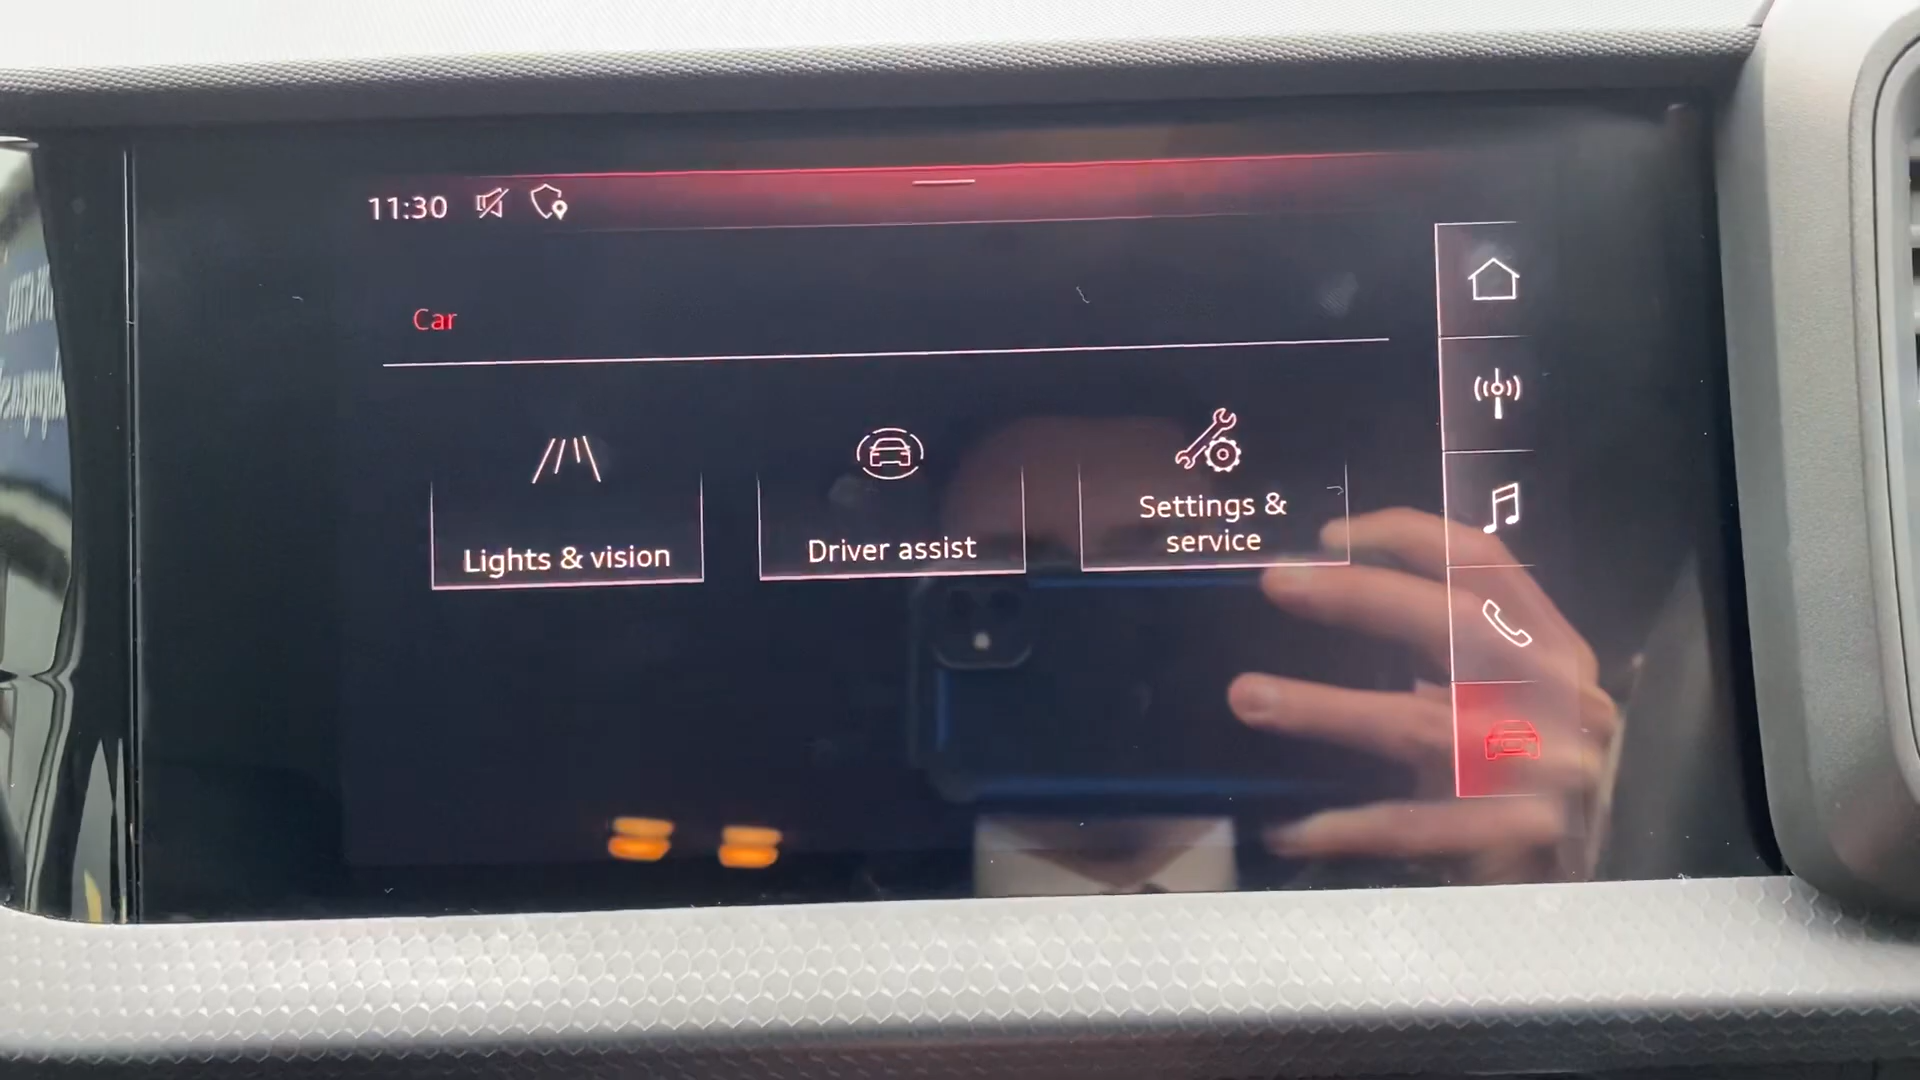 11:30
Car
Lights & vision
Driver assist
Settings &
service